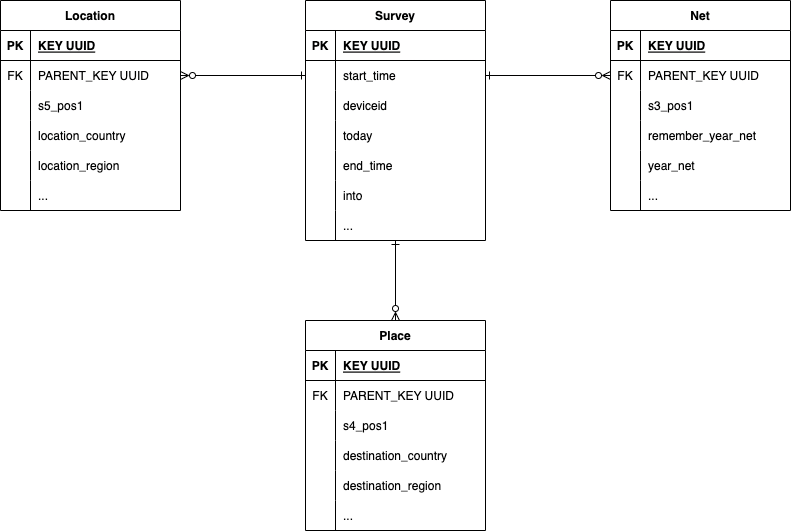 Location
PK KEY UUID
FK PARENT_KEY UUID
s5_pos1
location_country
location_region
...
Survey
PK KEY UUID
start_time
deviceid
today
end_time
into
...
Net
PK KEY UUID
FK PARENT_KEY UUID
s3_pos1
remember_year_net
year_net
...
Place
PK KEY UUID
FK PARENT_KEY UUID
s4_pos1
destination_country
destination_region
...